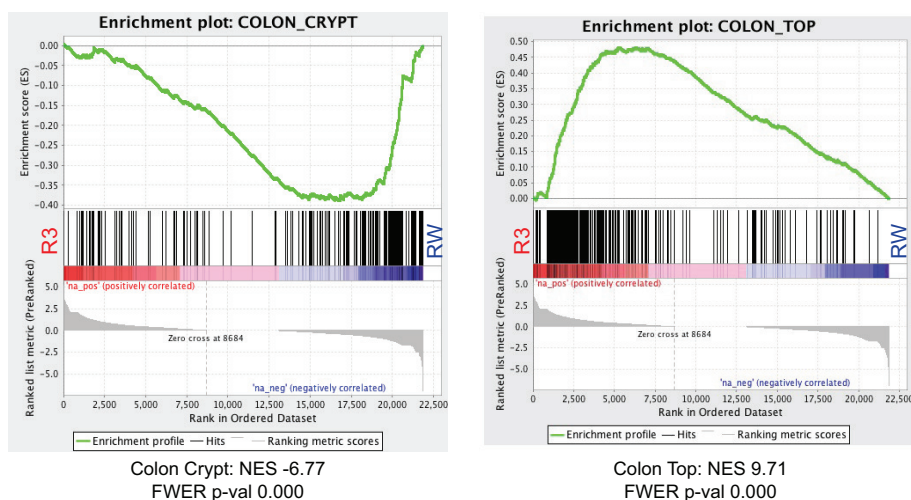 Enrichment plot: COLON_CRYPT
Enrichment score (ES)
0.00
-0.05
-0.10
-0.15
-0.20
-0.25
-0.30
-0.35
-0.40
R3
RW
'na_pos' (positively correlated)
Ranked list metric (PreRanked)
5.0
2.5
0.0
-2.5
-5.0
Zero cross at 8684
'na_neg' (negatively correlated)
0 2,500 5,000 7,500 10,000 12,500 15,000 17,500 20,000 22,500
Rank in Ordered Dataset
Enrichment profile Hits Ranking metric scores
Colon Crypt: NES -6.77
FWER p-val 0.000
Enrichment plot: COLON_TOP
Enrichment score (ES)
0.50
0.45
0.40
0.35
0.30
0.25
0.20
0.15
0.10
0.05
0.00
R3
RW
'na_pos' (positively correlated)
Ranked list metric (PreRanked)
5.0
2.5
0.0
-2.5
-5.0
Zero cross at 8684
'na_neg' (negatively correlated)
0 2,500 5,000 7,500 10,000 12,500 15,000 17,500 20,000 22,500
Rank in Ordered Dataset
Enrichment profile Hits Ranking metric scores
Colon Top: NES 9.71
FWER p-val 0.000